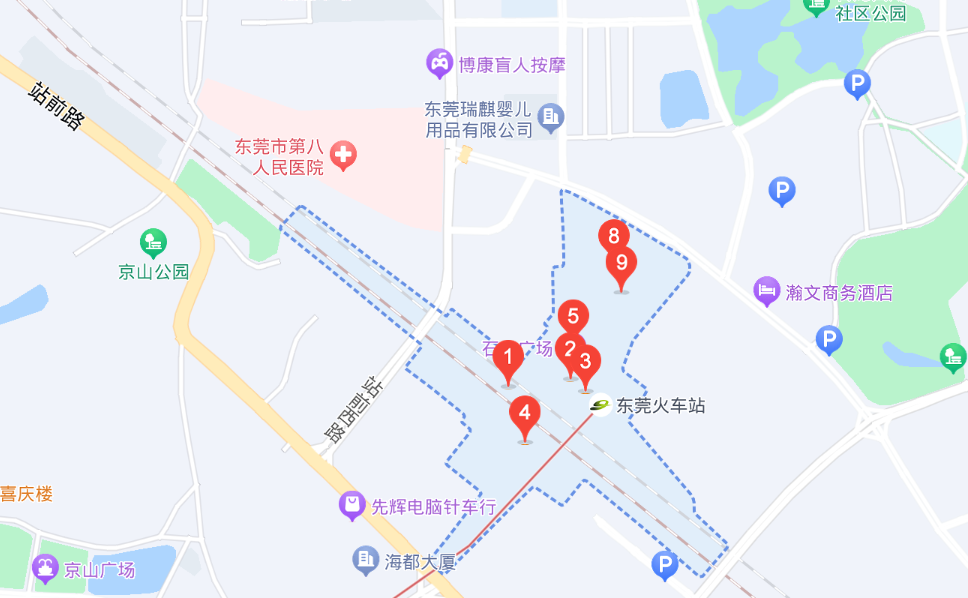 社区公园
博康盲人按摩
P
东莞瑞麒婴儿
用品有限公司
站前路
东莞市第八
人民医院
P
京山公园
8
9
瀚文商务酒店
5
P
石
广场
1
2
3
东莞火车站
站前西路
4
喜庆楼
先辉电脑针车行
海都大厦
P
京山广场